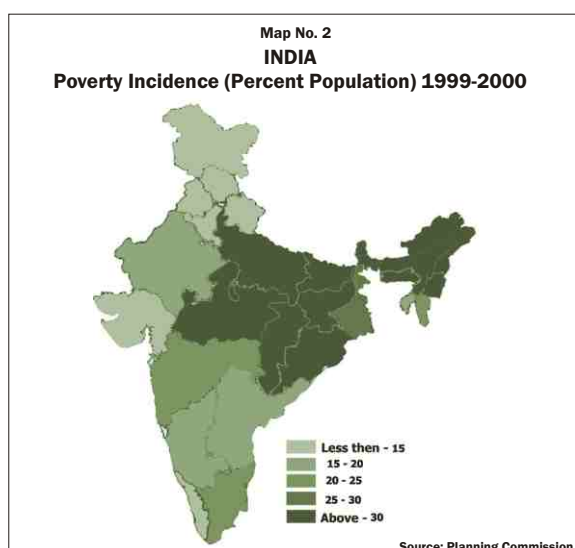 Map No. 2
INDIA
Poverty Incidence (Percent Population) 1999-2000
Less then - 15
15 - 20
20 - 25
25 - 30
Above - 30
Source: Planning Commission